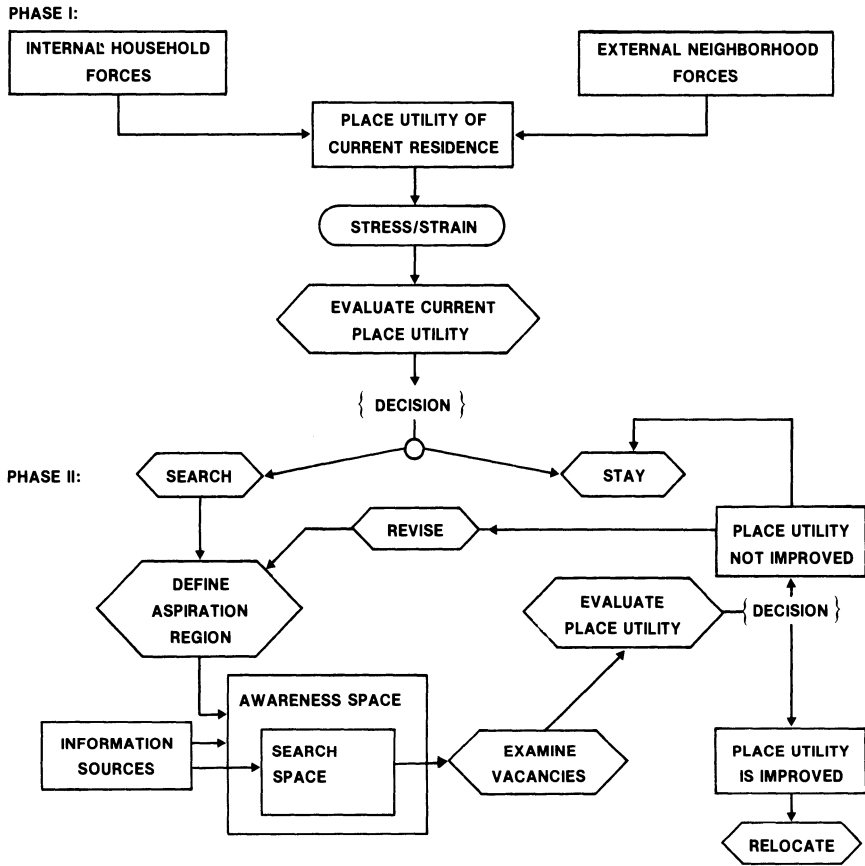 PHASE I:
INTERNAL HOUSEHOLD
FORCES
EXTERNAL NEIGHBORHOOD
FORCES
PLACE UTILITY OF
CURRENT RESIDENCE
STRESS/STRAIN
EVALUATE CURRENT
PLACE UTILITY
{ DECISION }
PHASE II:
SEARCH
STAY
REVISE
PLACE UTILITY
NOT IMPROVED
DEFINE
ASPIRATION
REGION
EVALUATE
PLACE UTILITY
{ DECISION }
AWARENESS SPACE
INFORMATION
SOURCES
SEARCH
SPACE
EXAMINE
VACANCIES
PLACE UTILITY
IS IMPROVED
RELOCATE